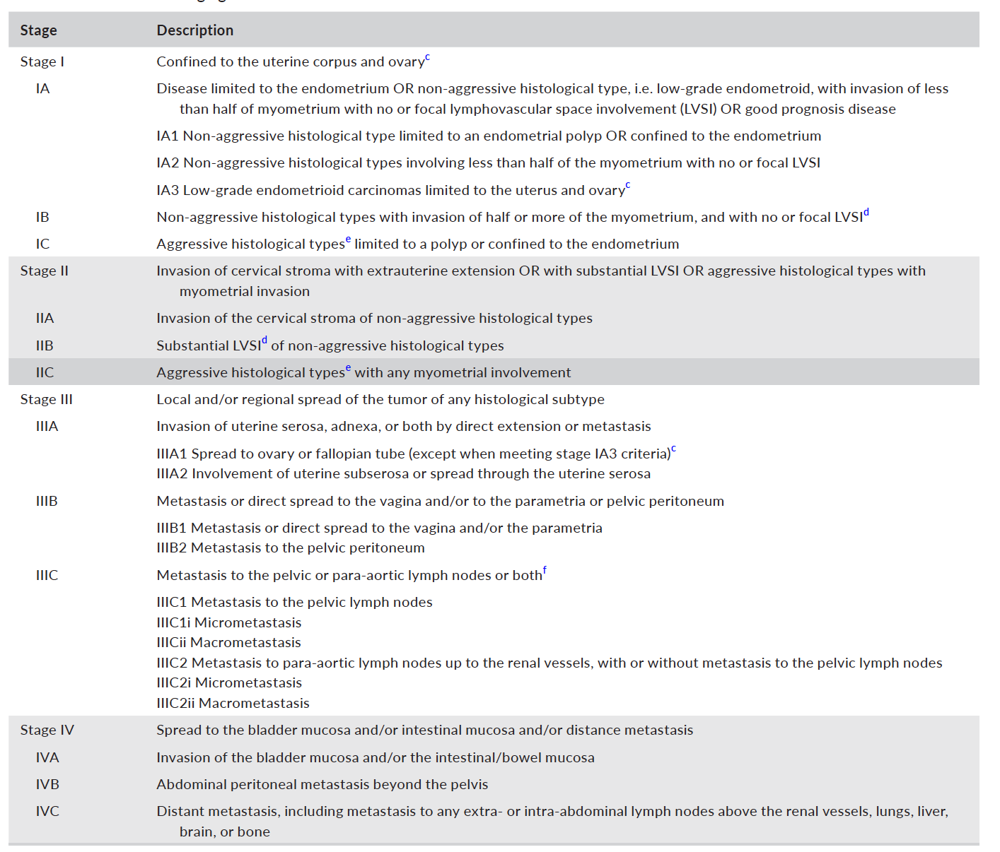 Stage Description
Stage I Confined to the uterine corpus and ovaryc
IA Disease limited to the endometrium OR non-aggressive histological type, i.e. low-grade endometroid, with invasion of less
than half of myometrium with no or focal lymphovascular space involvement (LVSI) OR good prognosis disease
IA1 Non-aggressive histological type limited to an endometrial polyp OR confined to the endometrium
IA2 Non-aggressive histological types involving less than half of the myometrium with no or focal LVSI
IA3 Low-grade endometrioid carcinomas limited to the uterus and ovaryc
IB Non-aggressive histological types with invasion of half or more of the myometrium, and with no or focal LVSId
IC Aggressive histological typese limited to a polyp or confined to the endometrium
Stage II Invasion of cervical stroma with extrauterine extension OR with substantial LVSI OR aggressive histological types with
myometrial invasion
IIA Invasion of the cervical stroma of non-aggressive histological types
IIB Substantial LVSId of non-aggressive histological types
IIC Aggressive histological typese with any myometrial involvement
Stage III Local and/or regional spread of the tumor of any histological subtype
IIIA Invasion of uterine serosa, adnexa, or both by direct extension or metastasis
IIIA1 Spread to ovary or fallopian tube (except when meeting stage IA3 criteria)c
IIIA2 Involvement of uterine subserosa or spread through the uterine serosa
IIIB Metastasis or direct spread to the vagina and/or to the parametria or pelvic peritoneum
IIIB1 Metastasis or direct spread to the vagina and/or the parametria
IIIB2 Metastasis to the pelvic peritoneum
IIIC Metastasis to the pelvic or para-aortic lymph nodes or bothf
IIIC1 Metastasis to the pelvic lymph nodes
IIIC1i Micrometastasis
IIICii Macrometastasis
IIIC2 Metastasis to para-aortic lymph nodes up to the renal vessels, with or without metastasis to the pelvic lymph nodes
IIIC2i Micrometastasis
IIIC2ii Macrometastasis
Stage IV Spread to the bladder mucosa and/or intestinal mucosa and/or distance metastasis
IVA Invasion of the bladder mucosa and/or the intestinal/bowel mucosa
IVB Abdominal peritoneal metastasis beyond the pelvis
IVC Distant metastasis, including metastasis to any extra- or intra-abdominal lymph nodes above the renal vessels, lungs, liver,
brain, or bone